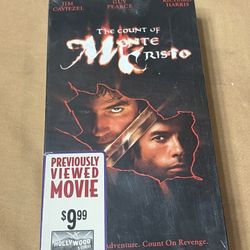 JIM GUY RICHARD
CAVIEZEL PEARCE HARRIS
THE COUNT OF
MONTE
CRISTO
PREVIOUSLY
VIEWED
MOVIE
$9.99
HOLLYWOOD
Adventure. Count On Revenge.